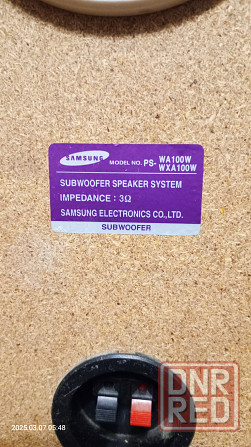 SAMSUNG MODEL NO. PS- WA100W
WXA100W
SUBWOOFER SPEAKER SYSTEM
IMPEDANCE : 3Ω
SAMSUNG ELECTRONICS CO.,LTD.
SUBWOOFER
2025.03.07 05:48
DNR
RED